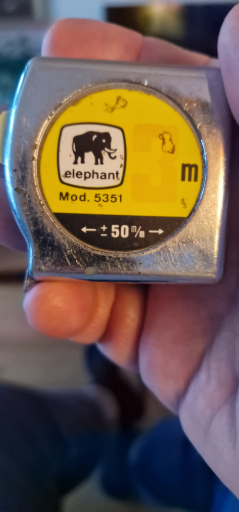 elephant
Mod. 5351
3 m
← ± 50 m/m →